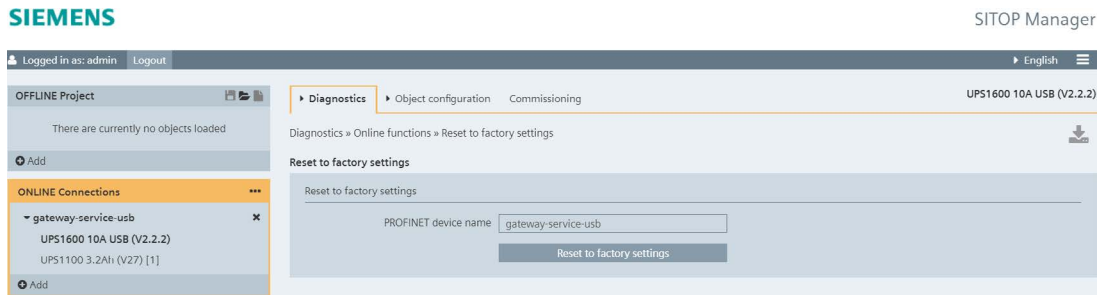 SIEMENS
SITOP Manager
Logged in as: admin Logout
English
OFFLINE Project
There are currently no objects loaded
Add
ONLINE Connections
gateway-service-usb
UPS1600 10A USB (V2.2.2)
UPS1100 3.2Ah (V27) [1]
Add
Diagnostics Object configuration Commissioning
UPS1600 10A USB (V2.2.2)
Diagnostics » Online functions » Reset to factory settings
Reset to factory settings
Reset to factory settings
PROFINET device name gateway-service-usb
Reset to factory settings